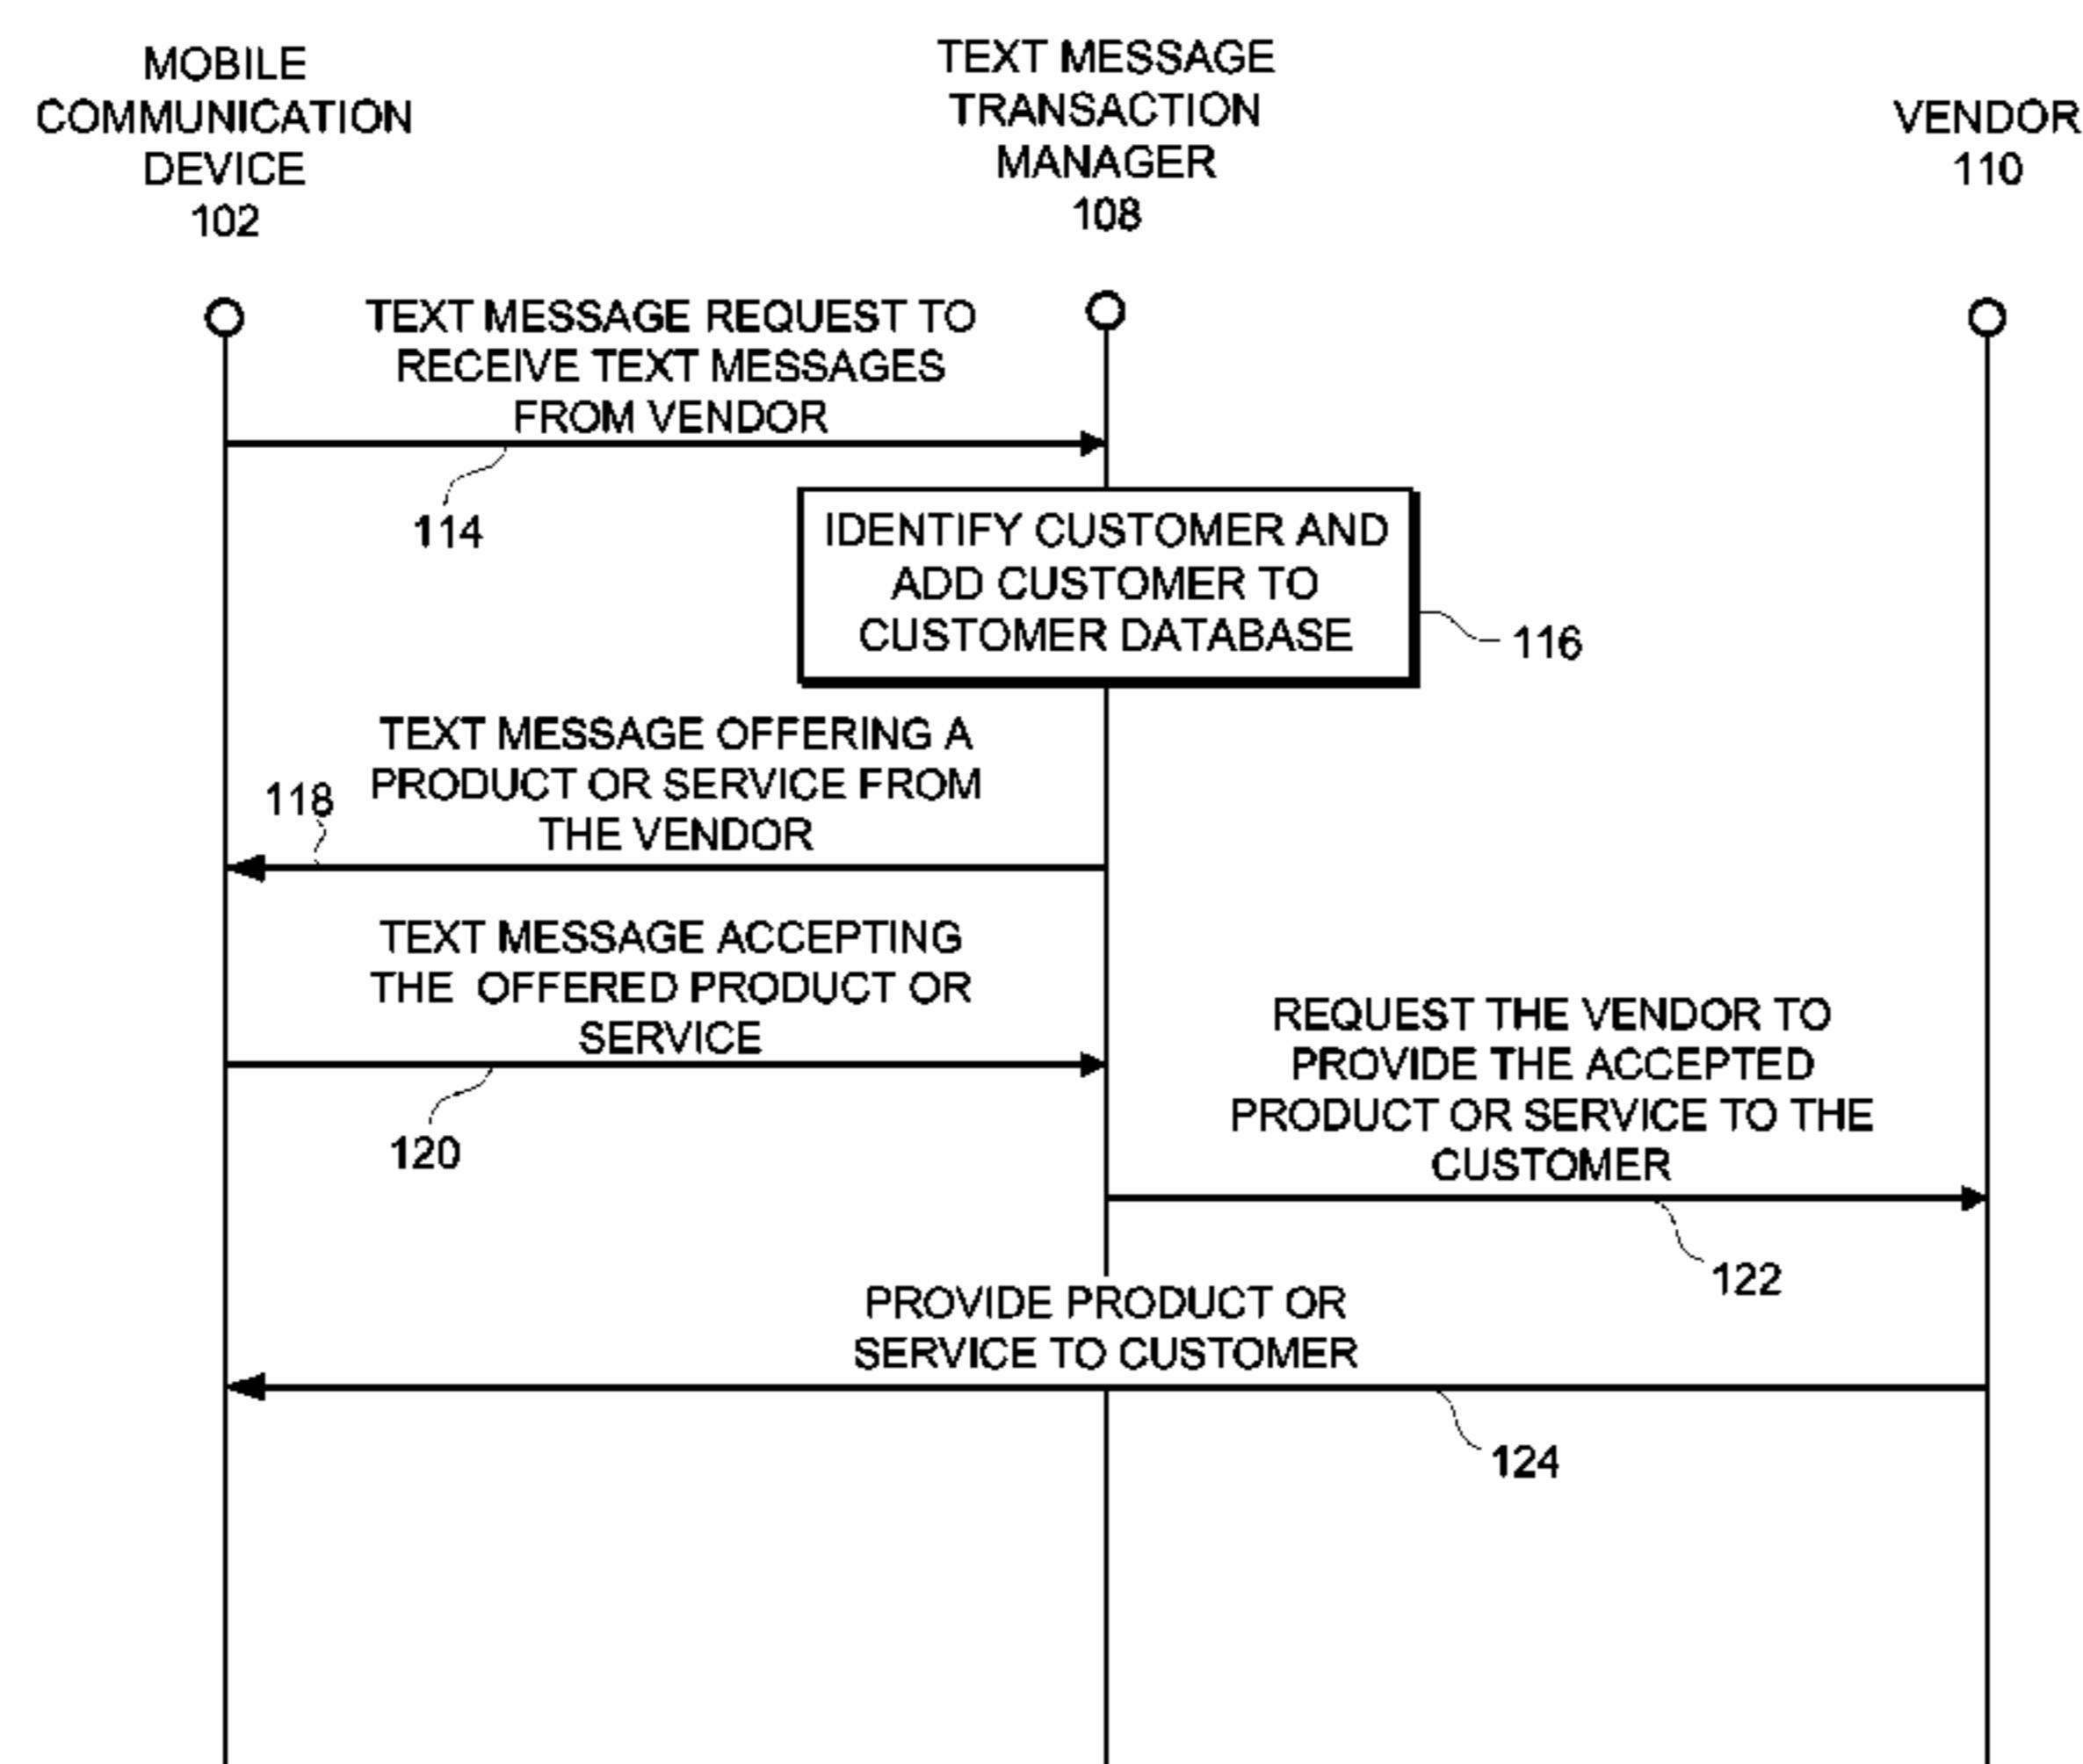 MOBILE
COMMUNICATION
DEVICE
102
TEXT MESSAGE
TRANSACTION
MANAGER
108
VENDOR
110
TEXT MESSAGE REQUEST TO
RECEIVE TEXT MESSAGES
FROM VENDOR
114
IDENTIFY CUSTOMER AND
ADD CUSTOMER TO
CUSTOMER DATABASE
116
TEXT MESSAGE OFFERING A
PRODUCT OR SERVICE FROM
THE VENDOR
118
TEXT MESSAGE ACCEPTING
THE OFFERED PRODUCT OR
SERVICE
120
REQUEST THE VENDOR TO
PROVIDE THE ACCEPTED
PRODUCT OR SERVICE TO THE
CUSTOMER
122
PROVIDE PRODUCT OR
SERVICE TO CUSTOMER
124